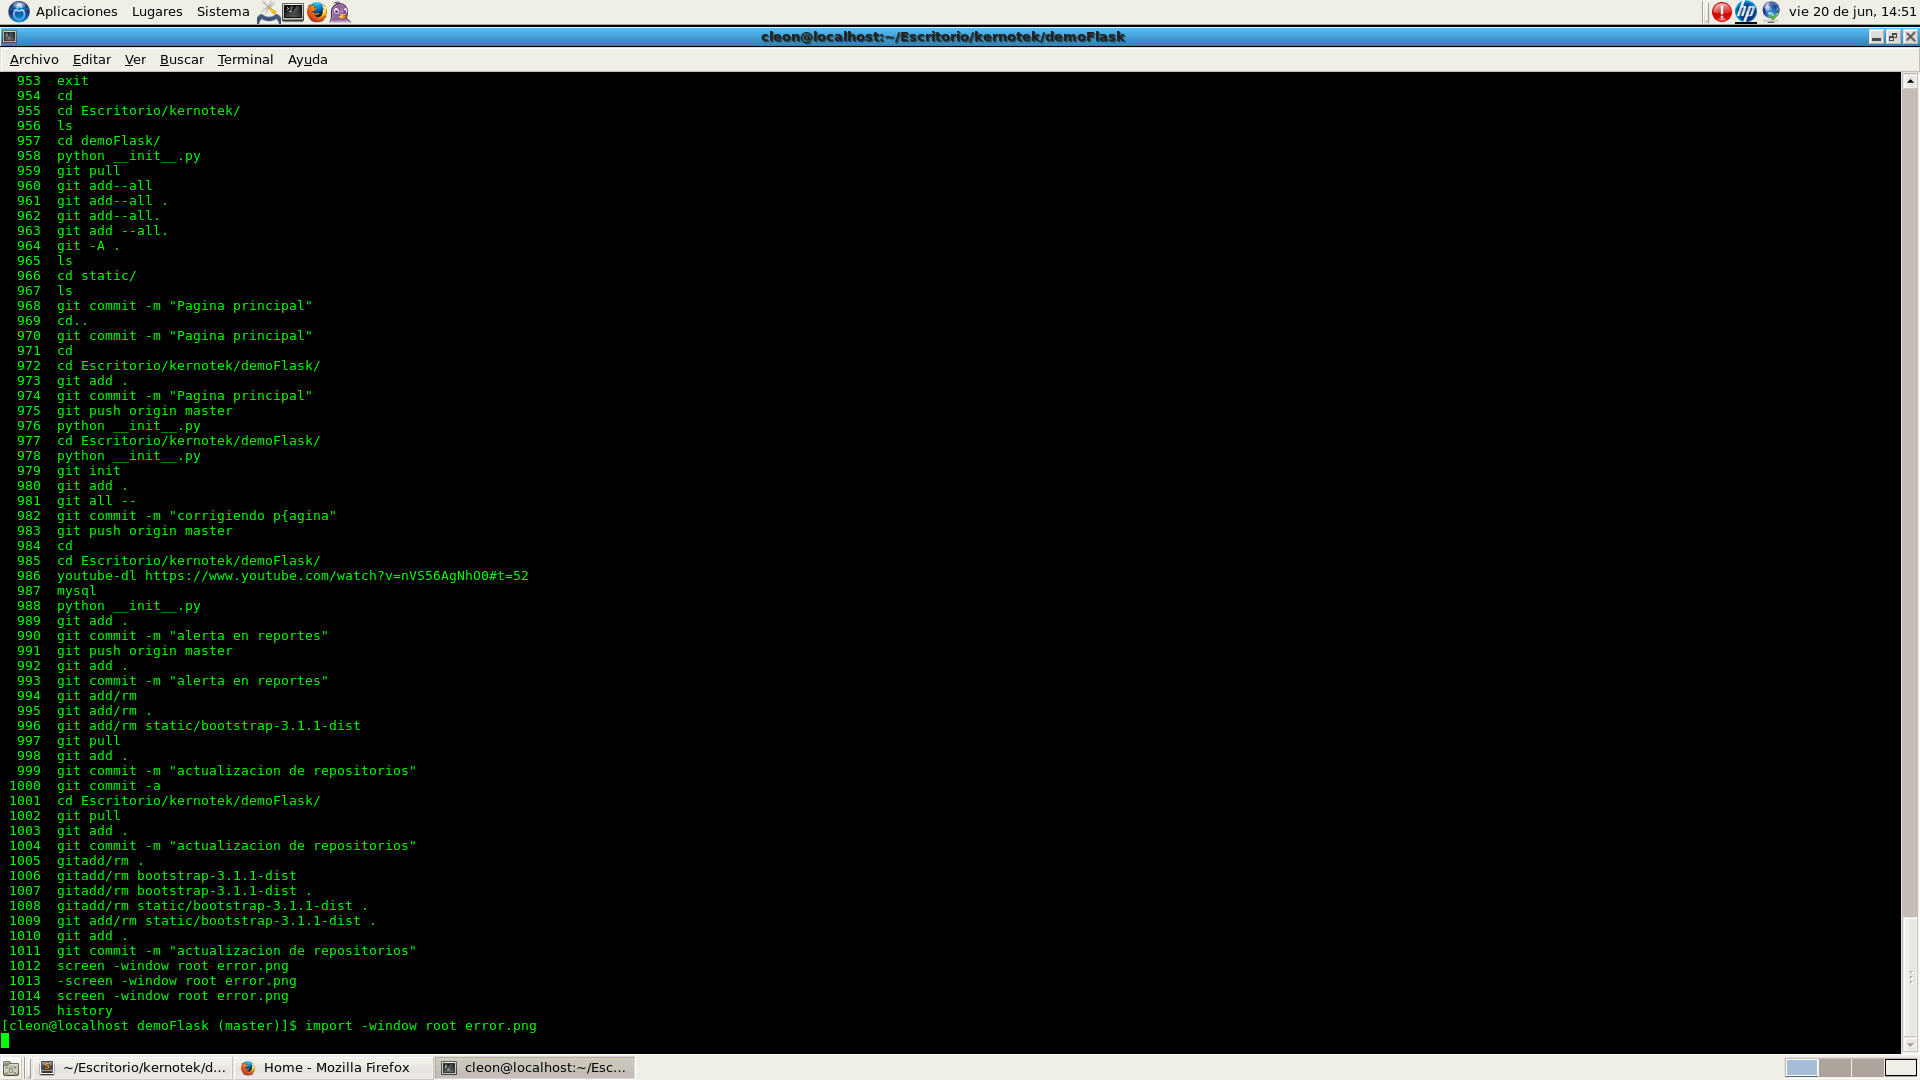 Aplicaciones Lugares Sistema vie 20 de jun, 14:51
cleon@localhost:~/Escritorio/kernotek/demoFlask
Archivo Editar Ver Buscar Terminal Ayuda
953 exit
954 cd
955 cd Escritorio/kernotek/
956 ls
957 cd demoFlask/
958 python __init__.py
959 git pull
960 git add--all
961 git add--all .
962 git add--all.
963 git add --all.
964 git -A .
965 ls
966 cd static/
967 ls
968 git commit -m "Pagina principal"
969 cd..
970 git commit -m "Pagina principal"
971 cd
972 cd Escritorio/kernotek/demoFlask/
973 git add .
974 git commit -m "Pagina principal"
975 git push origin master
976 python __init__.py
977 cd Escritorio/kernotek/demoFlask/
978 python __init__.py
979 git init
980 git add .
981 git all --
982 git commit -m "corrigiendo p{agina"
983 git push origin master
984 cd
985 cd Escritorio/kernotek/demoFlask/
986 youtube-dl https://www.youtube.com/watch?v=nVS56AgNhO0#t=52
987 mysql
988 python __init__.py
989 git add .
990 git commit -m "alerta en reportes"
991 git push origin master
992 git add .
993 git commit -m "alerta en reportes"
994 git add/rm
995 git add/rm .
996 git add/rm static/bootstrap-3.1.1-dist
997 git pull
998 git add .
999 git commit -m "actualizacion de repositorios"
1000 git commit -a
1001 cd Escritorio/kernotek/demoFlask/
1002 git pull
1003 git add .
1004 git commit -m "actualizacion de repositorios"
1005 gitadd/rm .
1006 gitadd/rm bootstrap-3.1.1-dist
1007 gitadd/rm bootstrap-3.1.1-dist .
1008 gitadd/rm static/bootstrap-3.1.1-dist .
1009 git add/rm static/bootstrap-3.1.1-dist .
1010 git add .
1011 git commit -m "actualizacion de repositorios"
1012 screen -window root error.png
1013 -screen -window root error.png
1014 screen -window root error.png
1015 history
[cleon@localhost demoFlask (master)]$ import -window root error.png
~/Escritorio/kernotek/d... Home - Mozilla Firefox cleon@localhost:~/Esc...